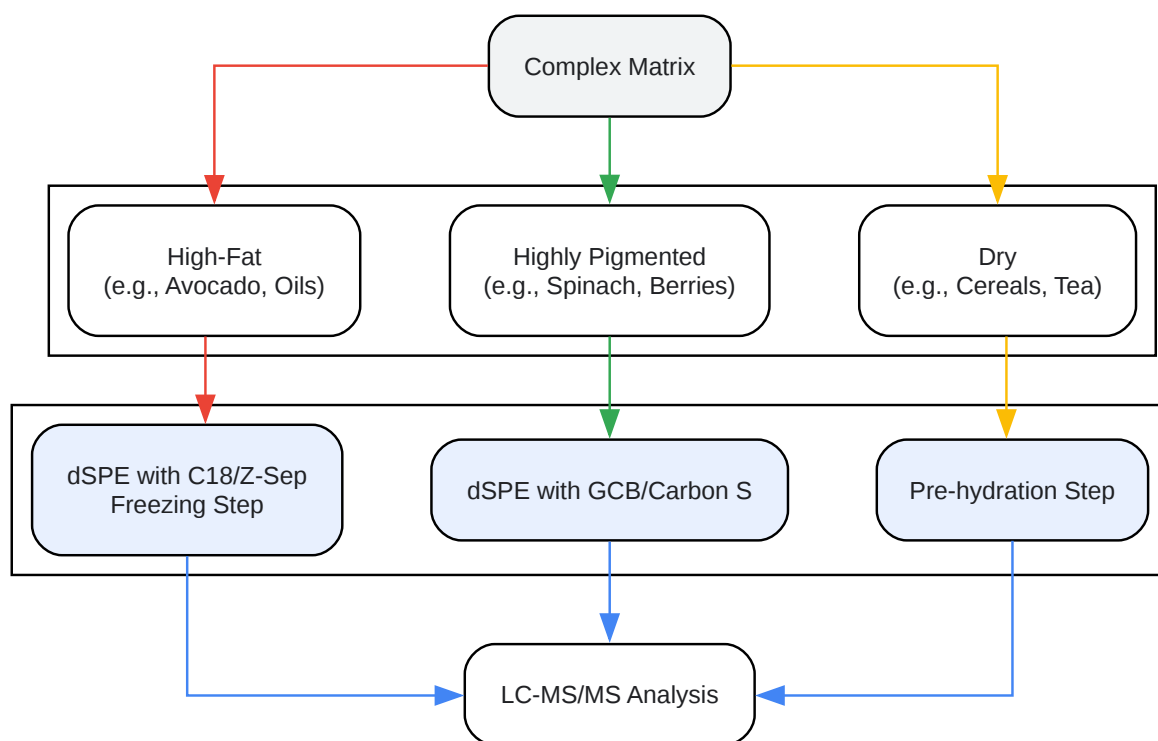 Complex Matrix
High-Fat
(e.g., Avocado, Oils)
Highly Pigmented
(e.g., Spinach, Berries)
Dry
(e.g., Cereals, Tea)
dSPE with C18/Z-Sep
Freezing Step
dSPE with GCB/Carbon S
Pre-hydration Step
LC-MS/MS Analysis